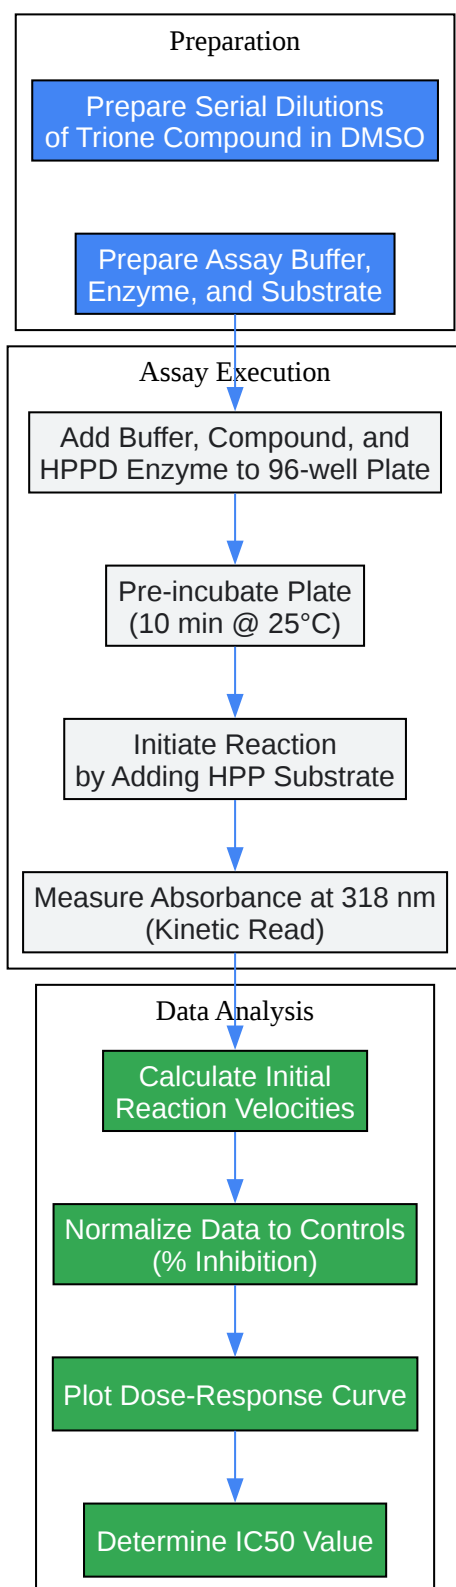 Preparation
Prepare Serial Dilutions
of Trione Compound in DMSO
Prepare Assay Buffer,
Enzyme, and Substrate
Assay Execution
Add Buffer, Compound, and
HPPD Enzyme to 96-well Plate
Pre-incubate Plate
(10 min @ 25°C)
Initiate Reaction
by Adding HPP Substrate
Measure Absorbance at 318 nm
(Kinetic Read)
Data Analysis
Calculate Initial
Reaction Velocities
Normalize Data to Controls
(% Inhibition)
Plot Dose-Response Curve
Determine IC50 Value